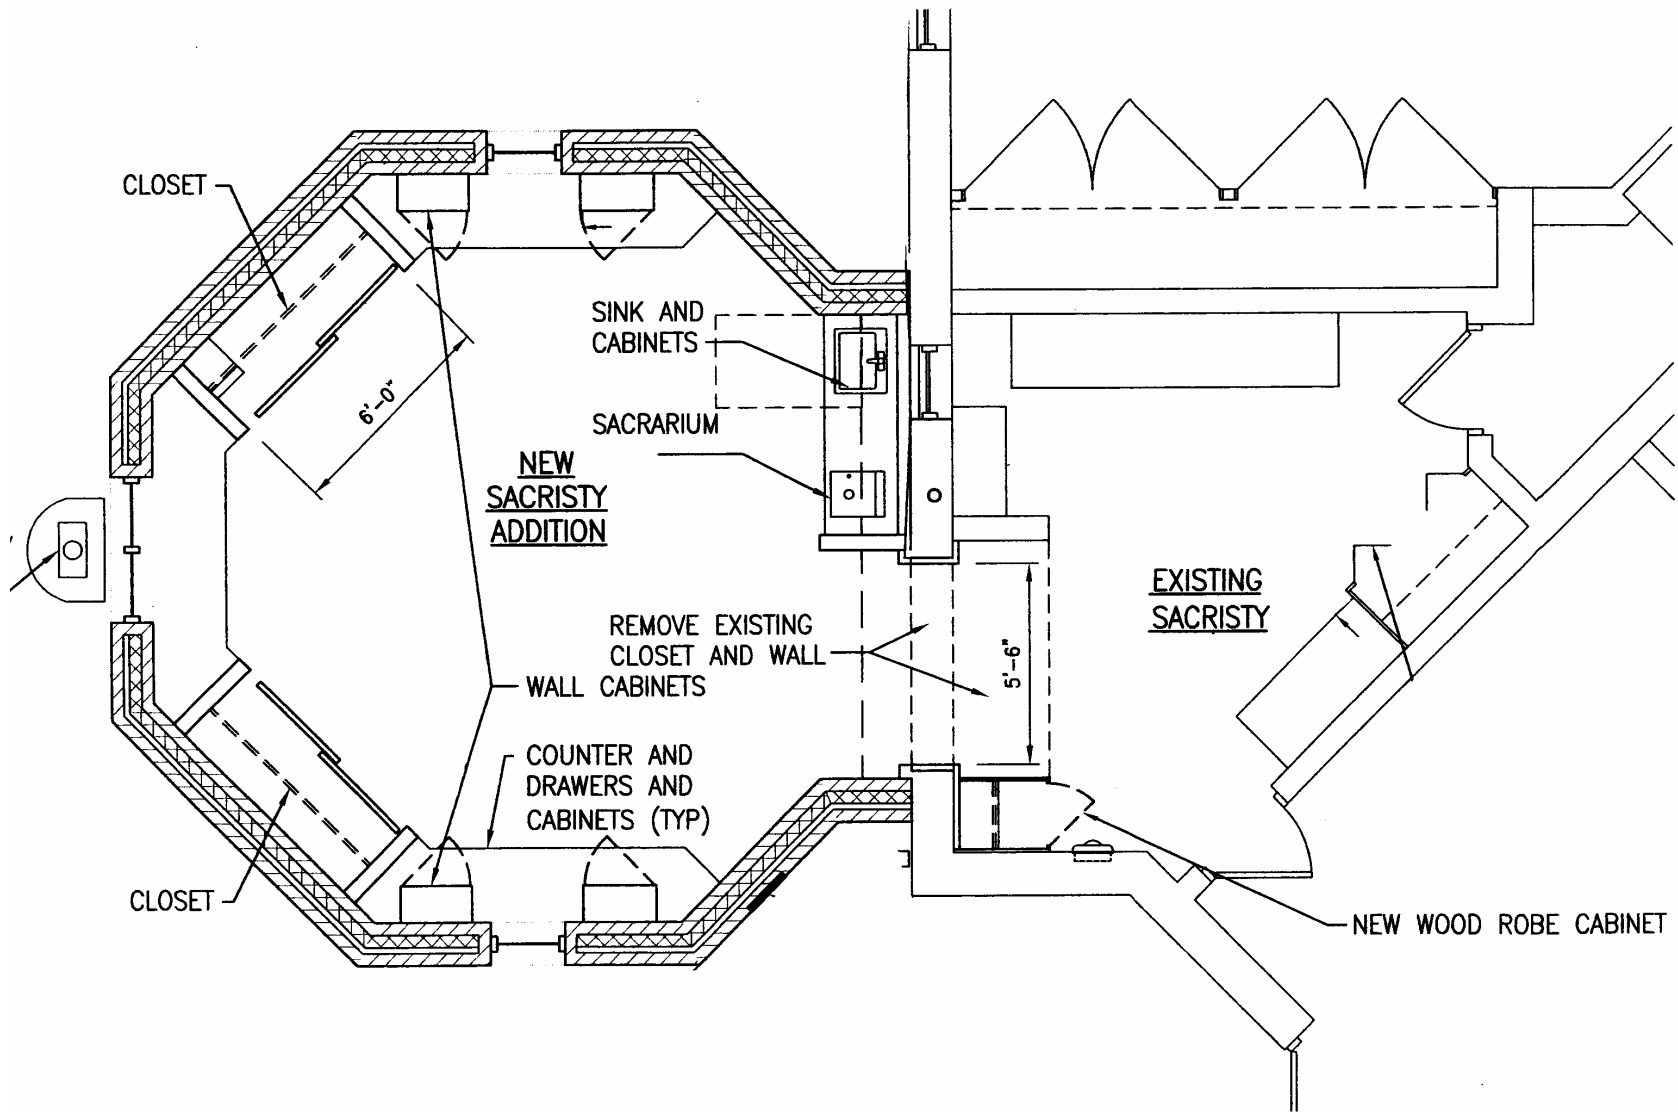 CLOSET
SINK AND
CABINETS
6'-0"
SACRARIUM
NEW
SACRISTY
ADDITION
EXISTING
SACRISTY
REMOVE EXISTING
CLOSET AND WALL
5'-6"
WALL CABINETS
COUNTER AND
DRAWERS AND
CABINETS (TYP)
CLOSET
NEW WOOD ROBE CABINET